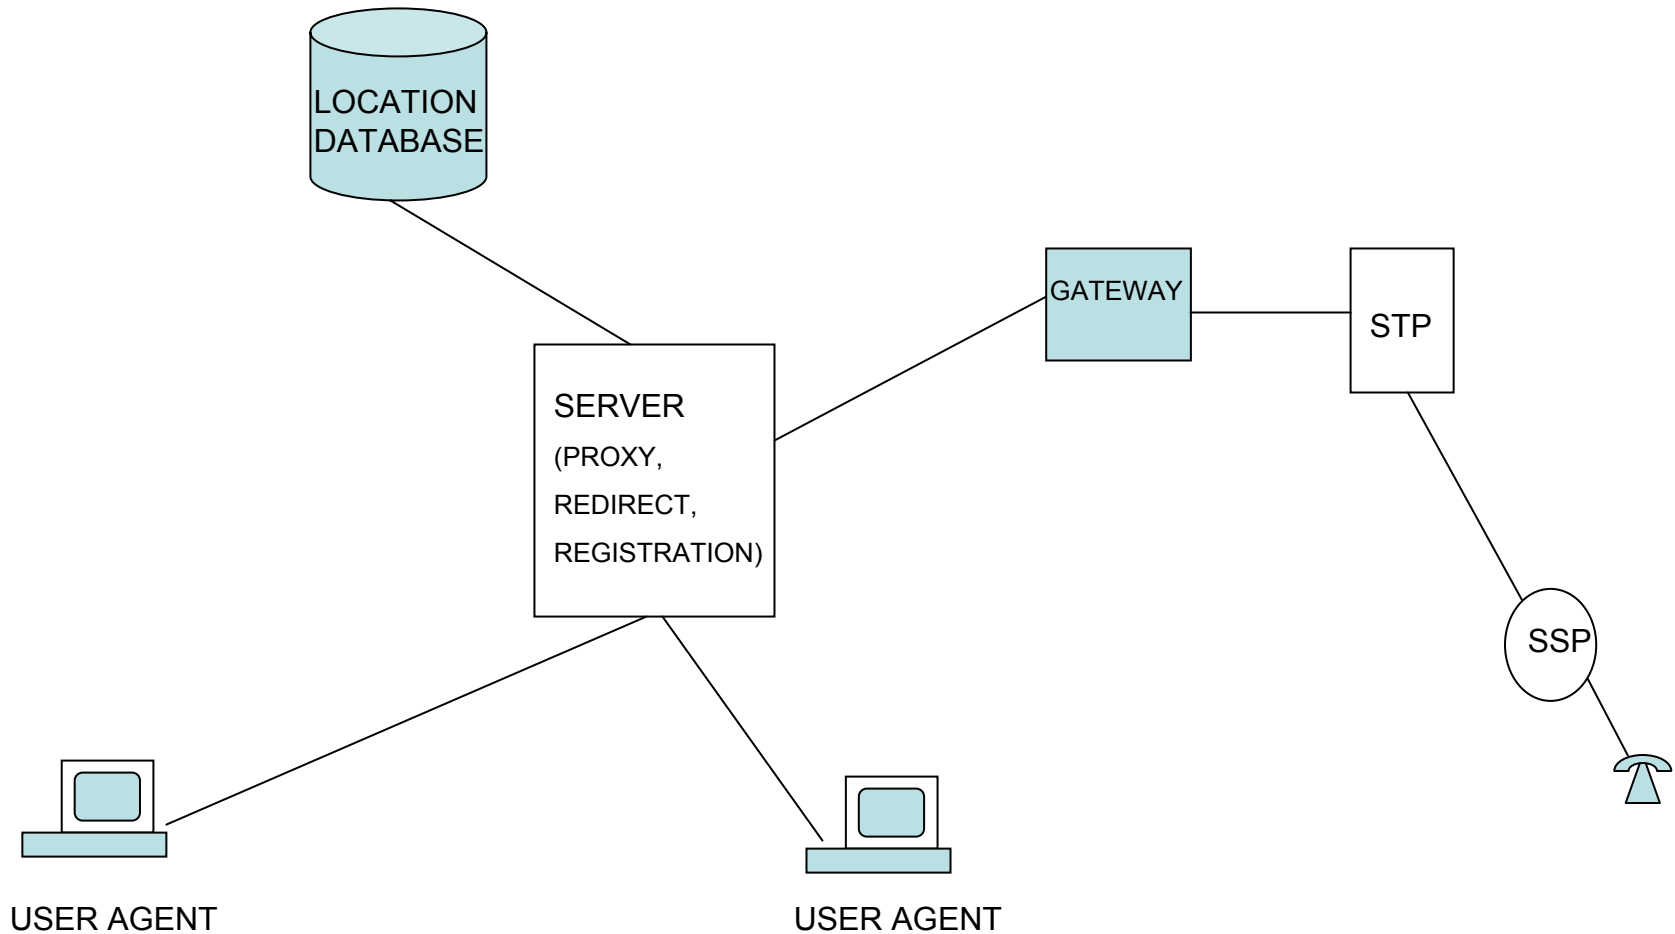 LOCATION
DATABASE
GATEWAY
STP
SERVER
(PROXY,
REDIRECT,
REGISTRATION)
SSP
USER AGENT
USER AGENT